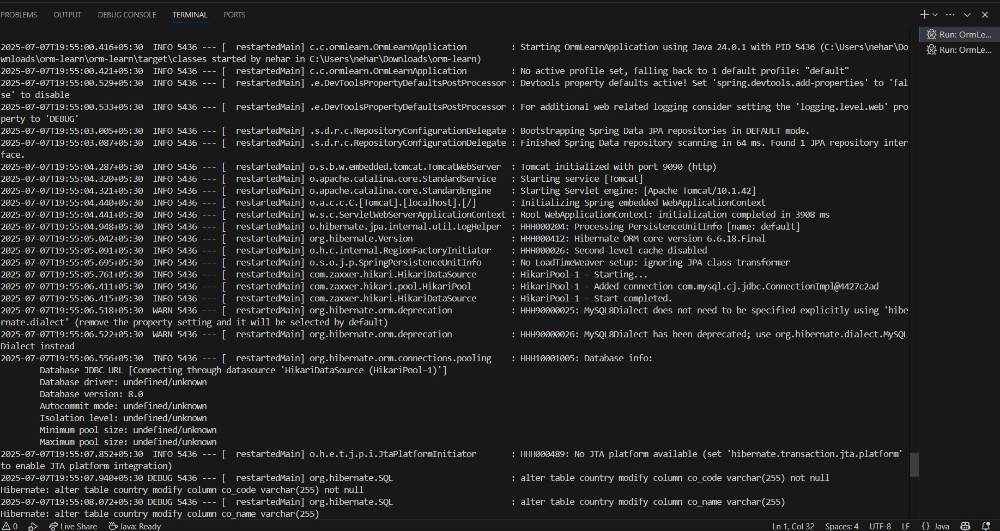 PROBLEMS OUTPUT DEBUG CONSOLE TERMINAL PORTS
Run: OrmLe...
Run: OrmLe...
2025-07-07T19:55:00.416+05:30  INFO 5436 --- [  restartedMain] c.c.ormlearn.OrmLearnApplication         : Starting OrmLearnApplication using Java 24.0.1 with PID 5436 (C:\Users\nehar\Do
wnloads\orm-learn\orm-learn\target\classes started by nehar in C:\Users\nehar\Downloads\orm-learn)
2025-07-07T19:55:00.421+05:30  INFO 5436 --- [  restartedMain] c.c.ormlearn.OrmLearnApplication         : No active profile set, falling back to 1 default profile: "default"
2025-07-07T19:55:00.529+05:30  INFO 5436 --- [  restartedMain] .e.DevToolsPropertyDefaultsPostProcessor : Devtools property defaults active! Set 'spring.devtools.add-properties' to 'fal
se' to disable
2025-07-07T19:55:00.533+05:30  INFO 5436 --- [  restartedMain] .e.DevToolsPropertyDefaultsPostProcessor : For additional web related logging consider setting the 'logging.level.web' pro
perty to 'DEBUG'
2025-07-07T19:55:03.005+05:30  INFO 5436 --- [  restartedMain] .s.d.r.c.RepositoryConfigurationDelegate : Bootstrapping Spring Data JPA repositories in DEFAULT mode.
2025-07-07T19:55:03.087+05:30  INFO 5436 --- [  restartedMain] .s.d.r.c.RepositoryConfigurationDelegate : Finished Spring Data repository scanning in 64 ms. Found 1 JPA repository inter
face.
2025-07-07T19:55:04.287+05:30  INFO 5436 --- [  restartedMain] o.s.b.w.embedded.tomcat.TomcatWebServer  : Tomcat initialized with port 9090 (http)
2025-07-07T19:55:04.320+05:30  INFO 5436 --- [  restartedMain] o.apache.catalina.core.StandardService   : Starting service [Tomcat]
2025-07-07T19:55:04.321+05:30  INFO 5436 --- [  restartedMain] o.apache.catalina.core.StandardEngine    : Starting Servlet engine: [Apache Tomcat/10.1.42]
2025-07-07T19:55:04.440+05:30  INFO 5436 --- [  restartedMain] o.a.c.c.C.[Tomcat].[localhost].[/]       : Initializing Spring embedded WebApplicationContext
2025-07-07T19:55:04.441+05:30  INFO 5436 --- [  restartedMain] w.s.c.ServletWebServerApplicationContext : Root WebApplicationContext: initialization completed in 3908 ms
2025-07-07T19:55:04.948+05:30  INFO 5436 --- [  restartedMain] o.hibernate.jpa.internal.util.LogHelper  : HHH000204: Processing PersistenceUnitInfo [name: default]
2025-07-07T19:55:05.042+05:30  INFO 5436 --- [  restartedMain] org.hibernate.Version                    : HHH000412: Hibernate ORM core version 6.6.18.Final
2025-07-07T19:55:05.091+05:30  INFO 5436 --- [  restartedMain] o.h.c.internal.RegionFactoryInitiator    : HHH000026: Second-level cache disabled
2025-07-07T19:55:05.695+05:30  INFO 5436 --- [  restartedMain] o.s.o.j.p.SpringPersistenceUnitInfo      : No LoadTimeWeaver setup: ignoring JPA class transformer
2025-07-07T19:55:05.761+05:30  INFO 5436 --- [  restartedMain] com.zaxxer.hikari.HikariDataSource       : HikariPool-1 - Starting...
2025-07-07T19:55:06.411+05:30  INFO 5436 --- [  restartedMain] com.zaxxer.hikari.pool.HikariPool        : HikariPool-1 - Added connection com.mysql.cj.jdbc.ConnectionImpl@4427c2ad
2025-07-07T19:55:06.415+05:30  INFO 5436 --- [  restartedMain] com.zaxxer.hikari.HikariDataSource       : HikariPool-1 - Start completed.
2025-07-07T19:55:06.518+05:30  WARN 5436 --- [  restartedMain] org.hibernate.orm.deprecation            : HHH90000025: MySQL8Dialect does not need to be specified explicitly using 'hibe
rnate.dialect' (remove the property setting and it will be selected by default)
2025-07-07T19:55:06.522+05:30  WARN 5436 --- [  restartedMain] org.hibernate.orm.deprecation            : HHH90000026: MySQL8Dialect has been deprecated; use org.hibernate.dialect.MySQL
Dialect instead
2025-07-07T19:55:06.556+05:30  INFO 5436 --- [  restartedMain] org.hibernate.orm.connections.pooling    : HHH10001005: Database info:
        Database JDBC URL [Connecting through datasource 'HikariDataSource (HikariPool-1)']
        Database driver: undefined/unknown
        Database version: 8.0
        Autocommit mode: undefined/unknown
        Isolation level: undefined/unknown
        Minimum pool size: undefined/unknown
        Maximum pool size: undefined/unknown
2025-07-07T19:55:07.852+05:30  INFO 5436 --- [  restartedMain] o.h.e.t.j.p.i.JtaPlatformInitiator       : HHH000489: No JTA platform available (set 'hibernate.transaction.jta.platform'
to enable JTA platform integration)
2025-07-07T19:55:07.940+05:30 DEBUG 5436 --- [  restartedMain] org.hibernate.SQL                        : alter table country modify column co_code varchar(255) not null
Hibernate: alter table country modify column co_code varchar(255) not null
2025-07-07T19:55:08.072+05:30 DEBUG 5436 --- [  restartedMain] org.hibernate.SQL                        : alter table country modify column co_name varchar(255)
Hibernate: alter table country modify column co_name varchar(255)
0 Live Share Java: Ready Ln 1, Col 32 Spaces: 4 UTF-8 LF {} Java